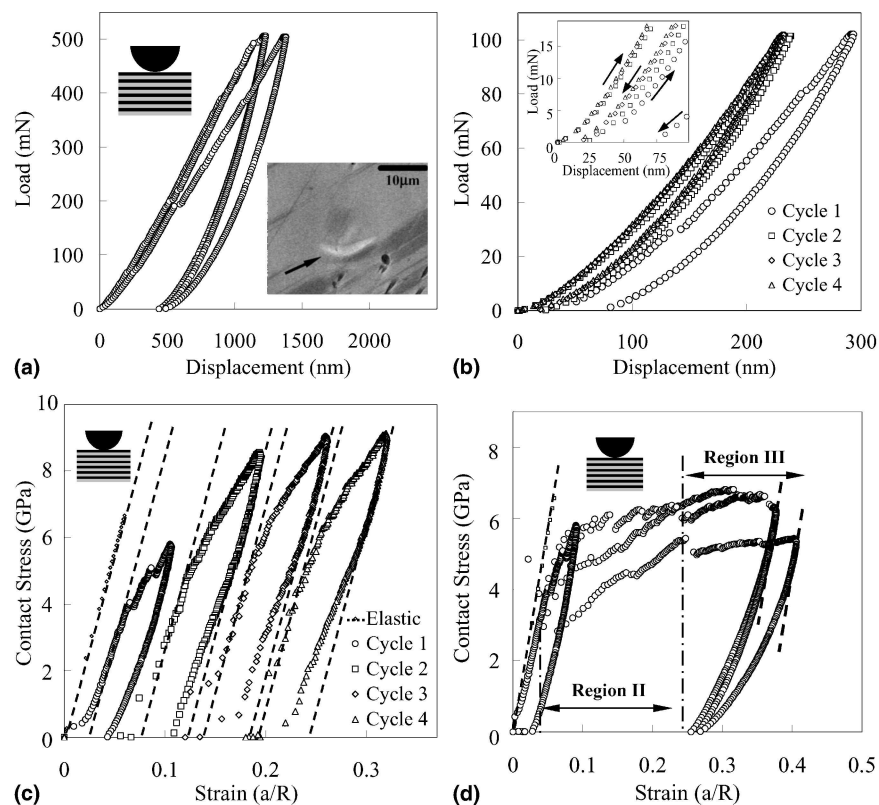 500
400
300
200
100
0
Load (mN)
10μm
0 500 1000 1500 2000
Displacement (nm)
(a)
100
80
60
40
20
0
Load (mN)
15
10
5
0
Load (mN)
0 25 50 75
Displacement (nm)
Cycle 1
Cycle 2
Cycle 3
Cycle 4
0 100 200 300
Displacement (nm)
(b)
10
8
6
4
2
0
Contact Stress (GPa)
Elastic
Cycle 1
Cycle 2
Cycle 3
Cycle 4
0 0.1 0.2 0.3
Strain (a/R)
(c)
8
6
4
2
0
Contact Stress (GPa)
Region III
Region II
0 0.1 0.2 0.3 0.4 0.5
Strain (a/R)
(d)